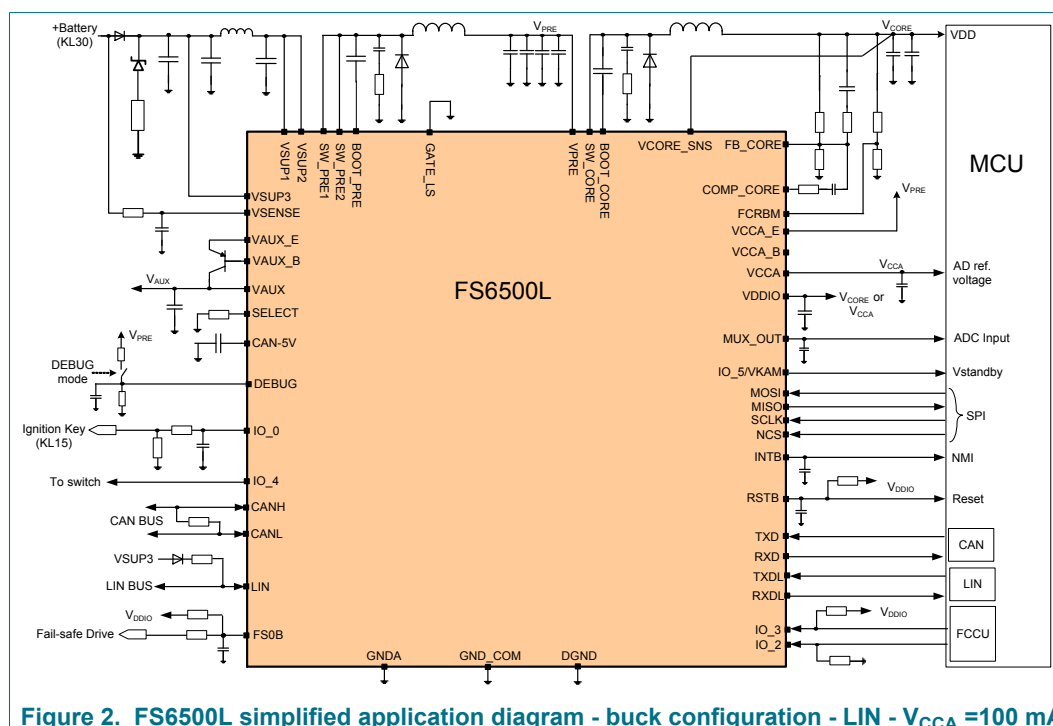 +Battery
(KL30)
VPRE
VCORE
VDD
VSUP1
VSUP2
SW_PRE1
SW_PRE2
BOOT_PRE
GATE_LS
VPRE
SW_CORE
BOOT_CORE
VCORE_SNS
FB_CORE
MCU
COMP_CORE
VPRE
VSUP3
FCRBM
VSENSE
VCCA_E
VAUX_E
VCCA_B
VAUX_B
VCCA
VCCA
AD ref.
voltage
VAUX
VAUX
FS6500L
VDDIO
VCORE or
VCCA
SELECT
VPRE
CAN-5V
MUX_OUT
ADC Input
DEBUG
mode
DEBUG
IO_5/VKAM
Vstandby
MOSI
MISO
SCLK
NCS
SPI
Ignition Key
(KL15)
IO_0
INTB
NMI
To switch
IO_4
VDDIO
RSTB
Reset
CANH
CAN BUS
CANL
TXD
RXD
CAN
VSUP3
TXDL
RXDL
LIN
LIN BUS
LIN
VDDIO
VDDIO
Fail-safe Drive
FS0B
IO_3
IO_2
FCCU
GNDA
GND_COM
DGND
Figure 2. FS6500L simplified application diagram - buck configuration - LIN - VCCA =100 mA